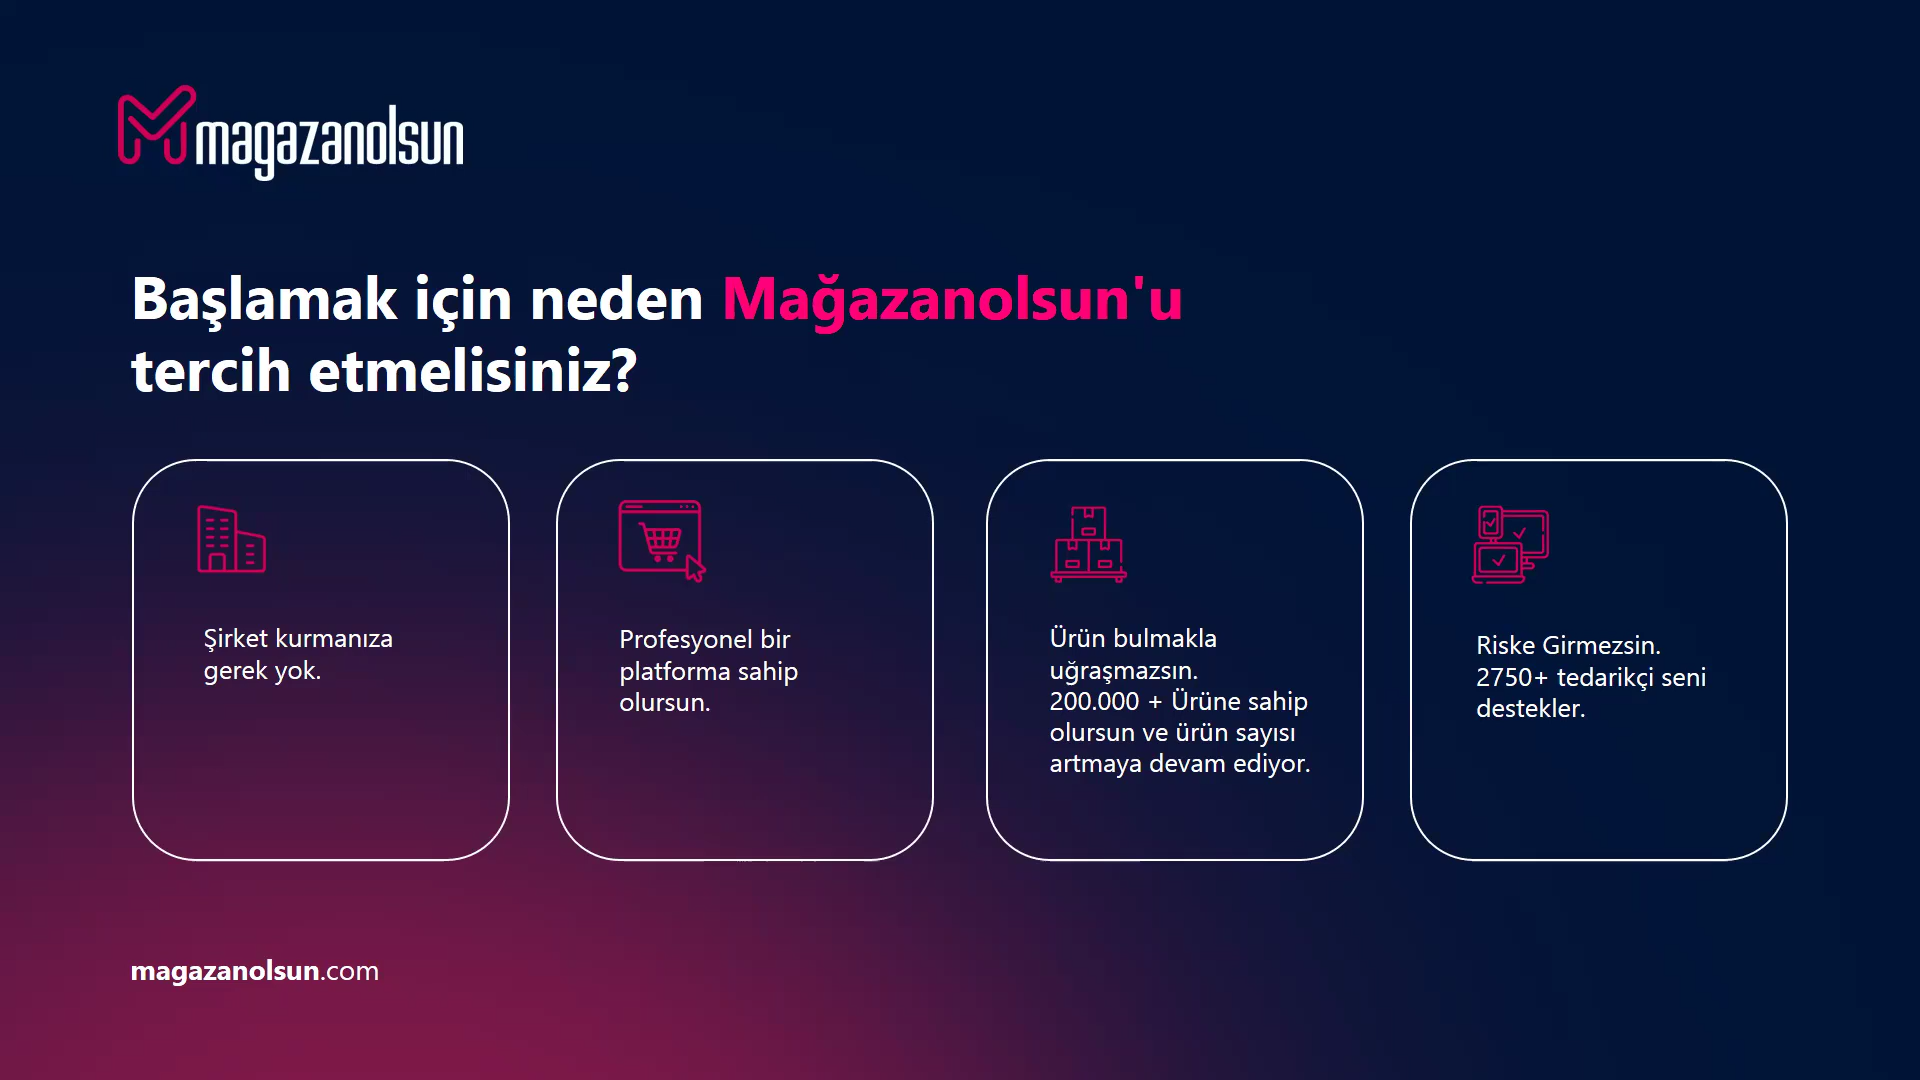 magazanolsun
Başlamak için neden Mağazanolsun'u
tercih etmelisiniz?
Şirket kurmanıza
gerek yok.
Profesyonel bir
platforma sahip
olursun.
Ürün bulmakla
uğraşmazsın.
200.000 + Ürüne sahip
olursun ve ürün sayısı
artmaya devam ediyor.
Riske Girmezsin.
2750+ tedarikçi seni
destekler.
magazanolsun.com